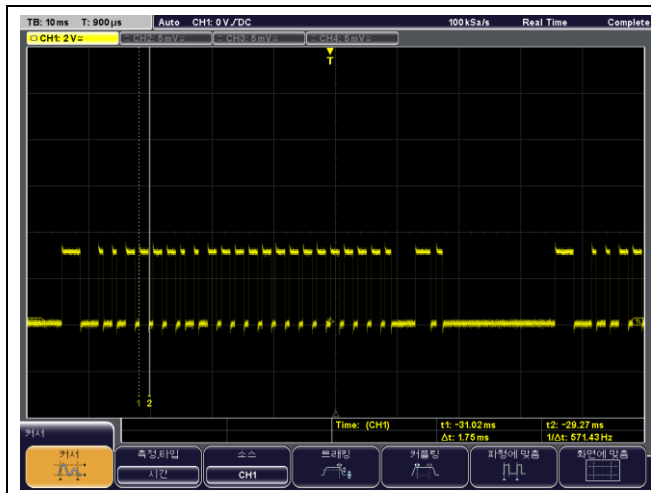 TB: 10 ms T: 900 µs Auto CH1: 0 V DC 100 kSa/s Real Time Complete
CH1: 2 V CH2: 5 mV CH3: 5 mV CH4: 5 mV
T
1 2
Time: (CH1) t1: -31.02 ms t2: -29.27 ms
Δt: 1.75 ms 1/Δt: 571.43 Hz
커서
커서 측정.타입 소스 트래킹 커플링 파형에 맞춤 화면에 맞춤
시간 CH1